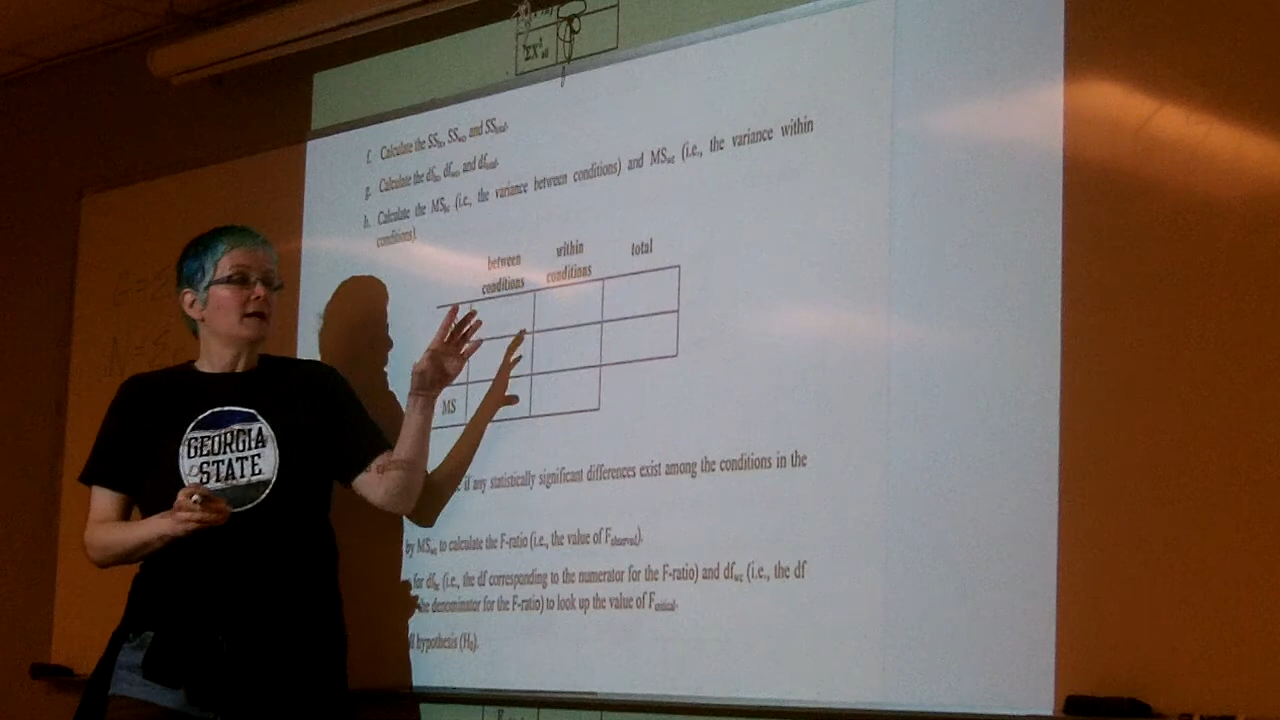 ΣX²
f. Calculate the SSbc, SSwc, and SStotal.
g. Calculate the dfbc, dfwc, and dftotal.
h. Calculate the MSbc (i.e., the variance between conditions) and MSwc (i.e., the variance within
conditions).
between conditions within conditions total
MS
if any statistically significant differences exist among the conditions in the
by MSwc to calculate the F-ratio (i.e., the value of Fobserved).
for dfbc (i.e., the df corresponding to the numerator for the F-ratio) and dfwc (i.e., the df
the denominator for the F-ratio) to look up the value of Fcritical.
hypothesis (H0).
GEORGIA
STATE